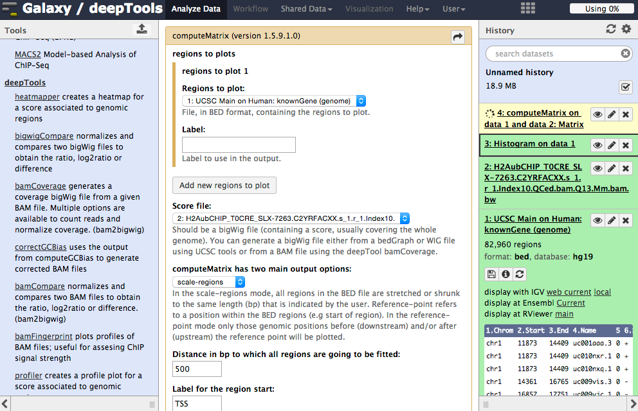 Galaxy / deepTools
Analyze Data
Workflow
Shared Data
Visualization
Help
User
Using 0%
Tools
MACS2 Model-based Analysis of
ChIP-Seq
deepTools
heatmapper creates a heatmap for
a score associated to genomic
regions
bigwigCompare normalizes and
compares two bigWig files to
obtain the ratio, log2ratio or
difference
bamCoverage generates a
coverage bigWig file from a given
BAM file. Multiple options are
available to count reads and
normalize coverage. (bam2bigwig)
correctGCBias uses the output
from computeGCBias to generate
corrected BAM files
bamCompare normalizes and
compares two BAM files to obtain
the ratio, log2ratio or difference.
(bam2bigwig)
bamFingerprint plots profiles of
BAM files; useful for assesing ChIP
signal strength
profiler creates a profile plot for a
score associated to genomic
computeMatrix (version 1.5.9.1.0)
regions to plots
regions to plot 1
Regions to plot:
1: UCSC Main on Human: knownGene (genome)
File, in BED format, containing the regions to plot.
Label:
Label to use in the output.
Add new regions to plot
Score file:
2: H2AubCHIP_T0CRE_SLX-7263.C2YRFACXX.s_1.r_1.Index10.
Should be a bigWig file (containing a score, usually covering the
whole genome). You can generate a bigWig file either from a bedGraph or WIG file
using UCSC tools or from a BAM file using the deepTool bamCoverage.
computeMatrix has two main output options:
scale-regions
In the scale-regions mode, all regions in the BED file are stretched or shrunk
to the same length (bp) that is indicated by the user. Reference-point refers
to a position within the BED regions (e.g start of region). In the reference-
point mode only those genomic positions before (downstream) and/or after
(upstream) the reference point will be plotted.
Distance in bp to which all regions are going to be fitted:
500
Label for the region start:
TSS
History
search datasets
Unnamed history
18.9 MB
4: computeMatrix on
data 1 and data 2: Matrix
3: Histogram on data 1
2: H2AubCHIP_T0CRE_SL
X-7263.C2YRFACXX.s_1.
r_1.Index10.QCed.bam.Q13.Mm.bam.
bw
1: UCSC Main on Human:
knownGene (genome)
82,960 regions
format: bed, database: hg19
display with IGV web current local
display at Ensembl Current
display at RViewer main
1.Chrom 2.Start 3.End 4.Name 5 6.
chr1 11873 14409 uc001aaa.3 0 +
chr1 11873 14409 uc010nxr.1 0 +
chr1 11873 14409 uc010nxq.1 0 +
chr1 14361 16765 uc009vis.3 0 -